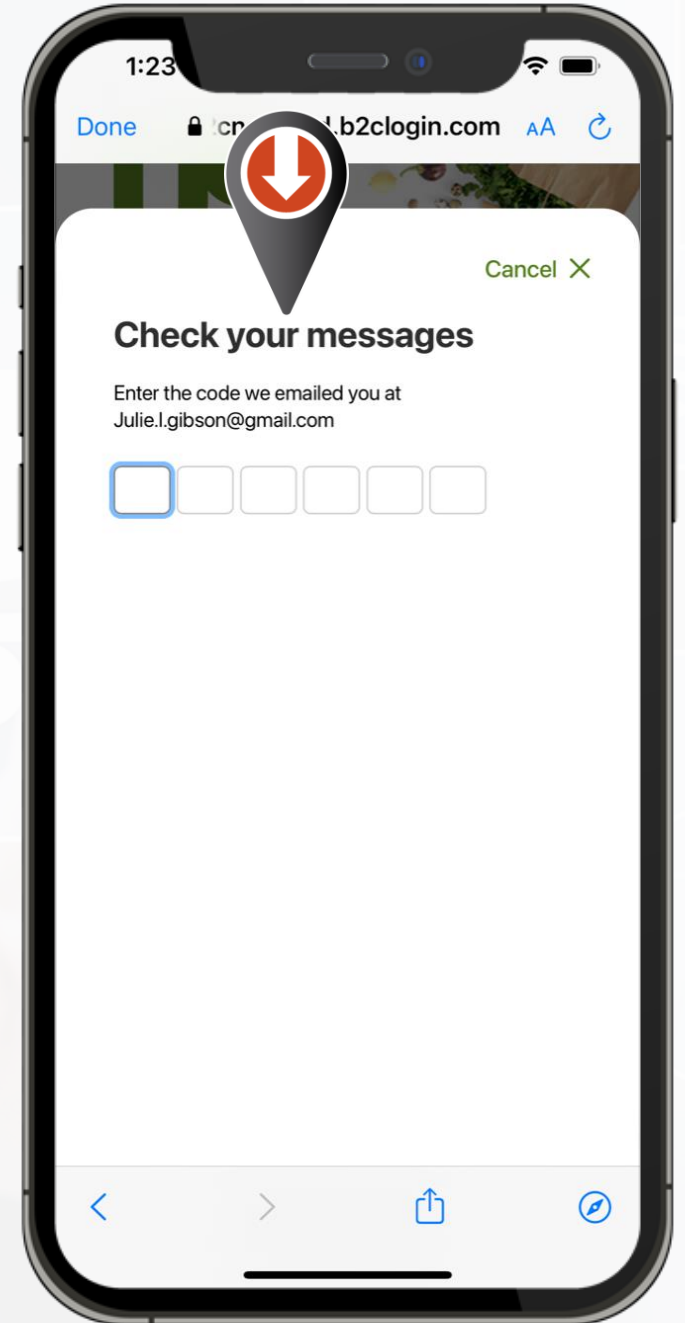 1:23
Done .b2clogin.com AA
Cancel
Check your messages
Enter the code we emailed you at
Julie.l.gibson@gmail.com